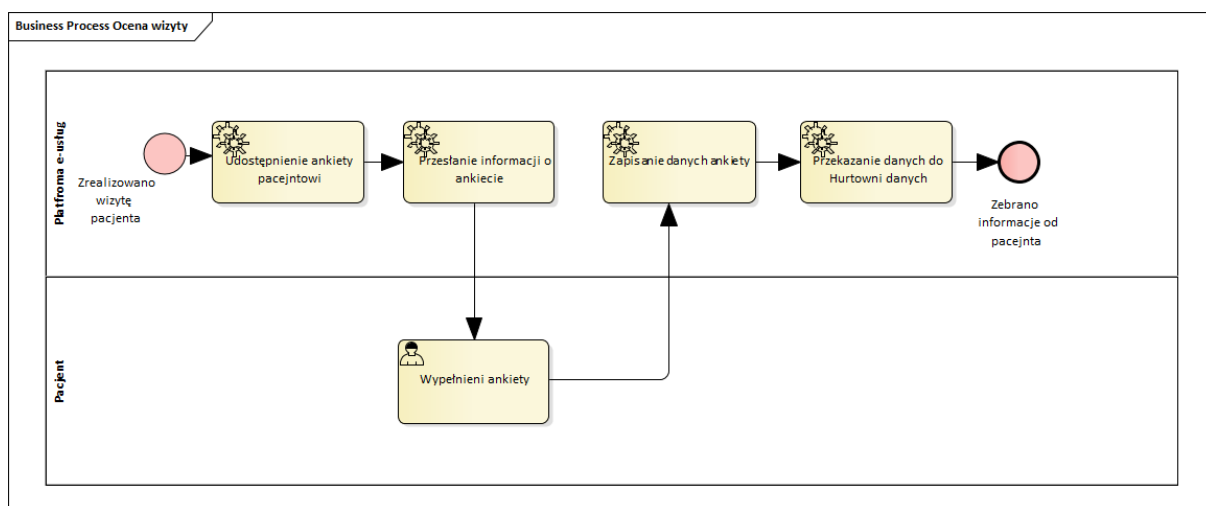 Business Process Ocena wizyty
Platfroma e-usług
Zrealizowano
wizytę
pacjenta
Udostępnienie ankiety
pacejntowi
Przesłanie informacji o
ankiecie
Zapisanie danych ankiety
Przekazanie danych do
Hurtowni danych
Zebrano
informacje od
pacejnta
Pacjent
Wypełnieni ankiety